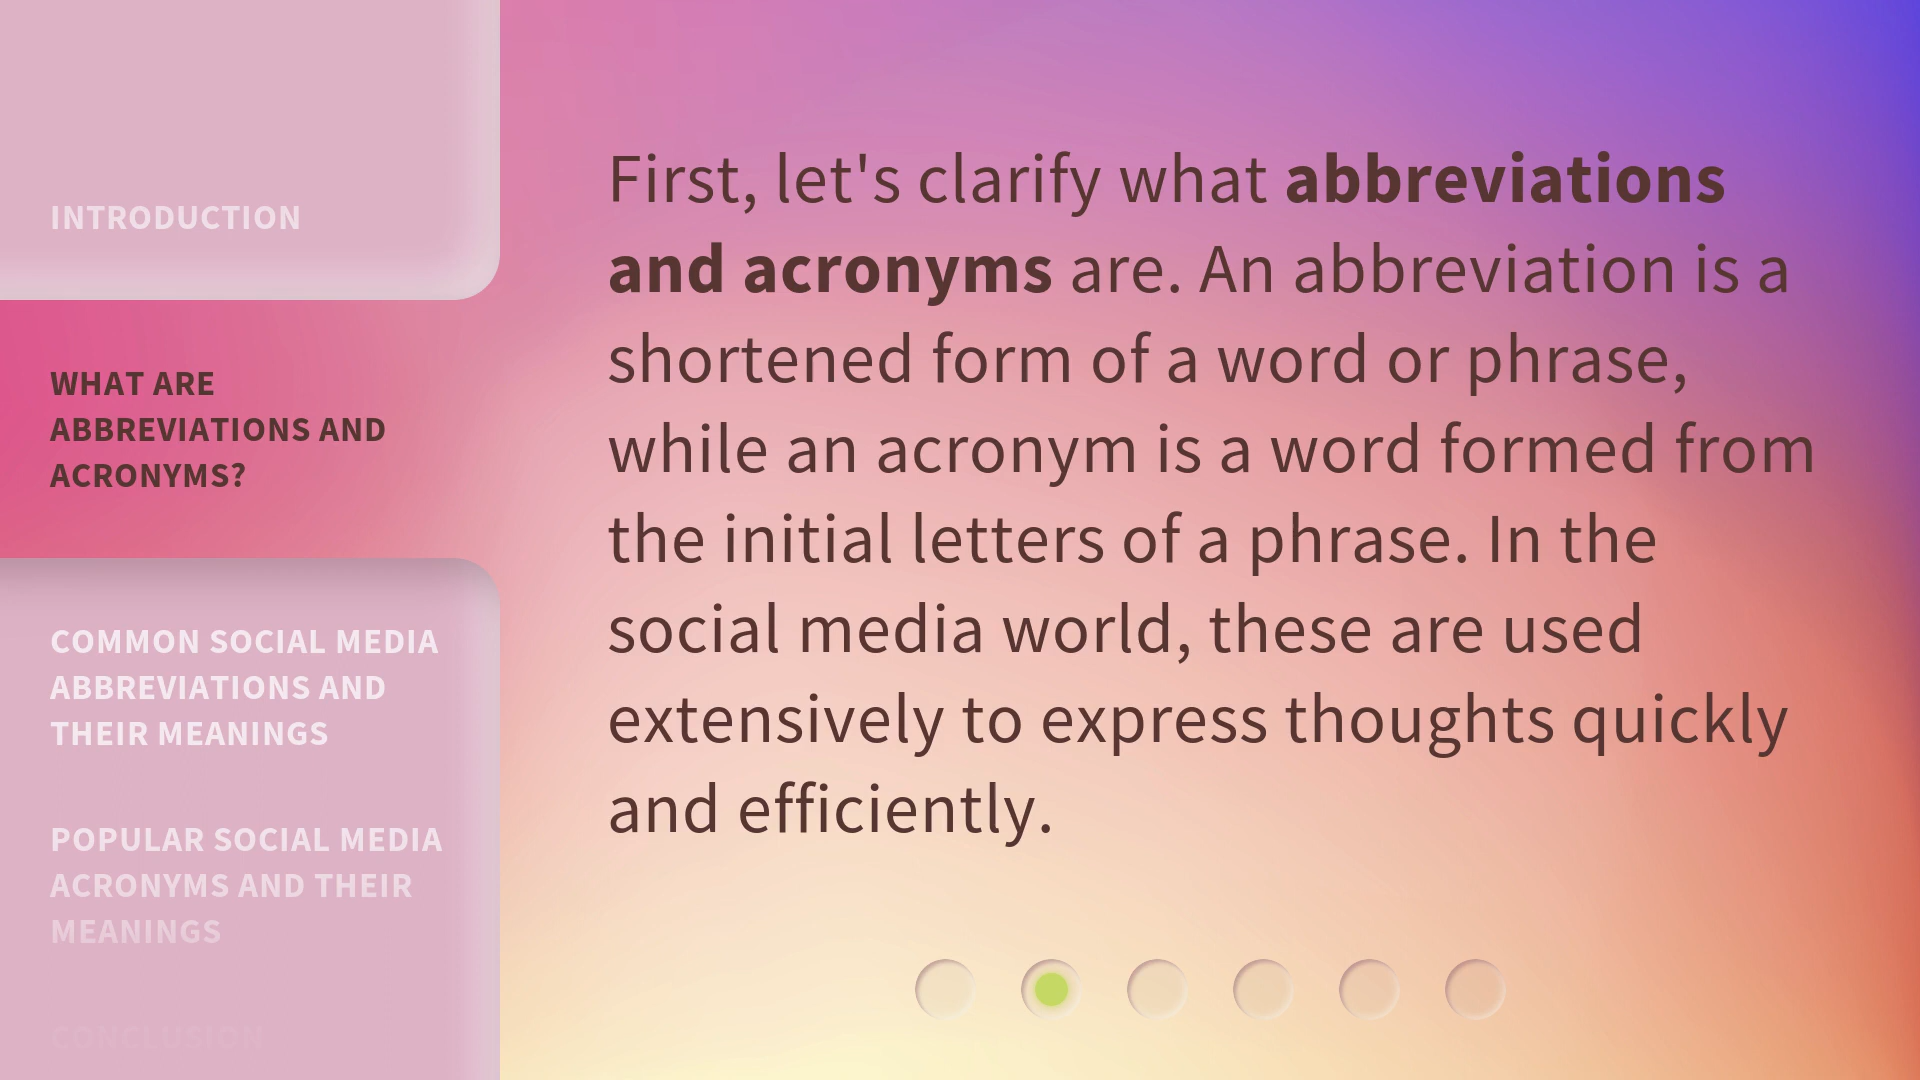 INTRODUCTION
WHAT ARE
ABBREVIATIONS AND
ACRONYMS?
COMMON SOCIAL MEDIA
ABBREVIATIONS AND
THEIR MEANINGS
POPULAR SOCIAL MEDIA
ACRONYMS AND THEIR
MEANINGS
CONCLUSION
First, let's clarify what abbreviations
and acronyms are. An abbreviation is a
shortened form of a word or phrase,
while an acronym is a word formed from
the initial letters of a phrase. In the
social media world, these are used
extensively to express thoughts quickly
and efficiently.